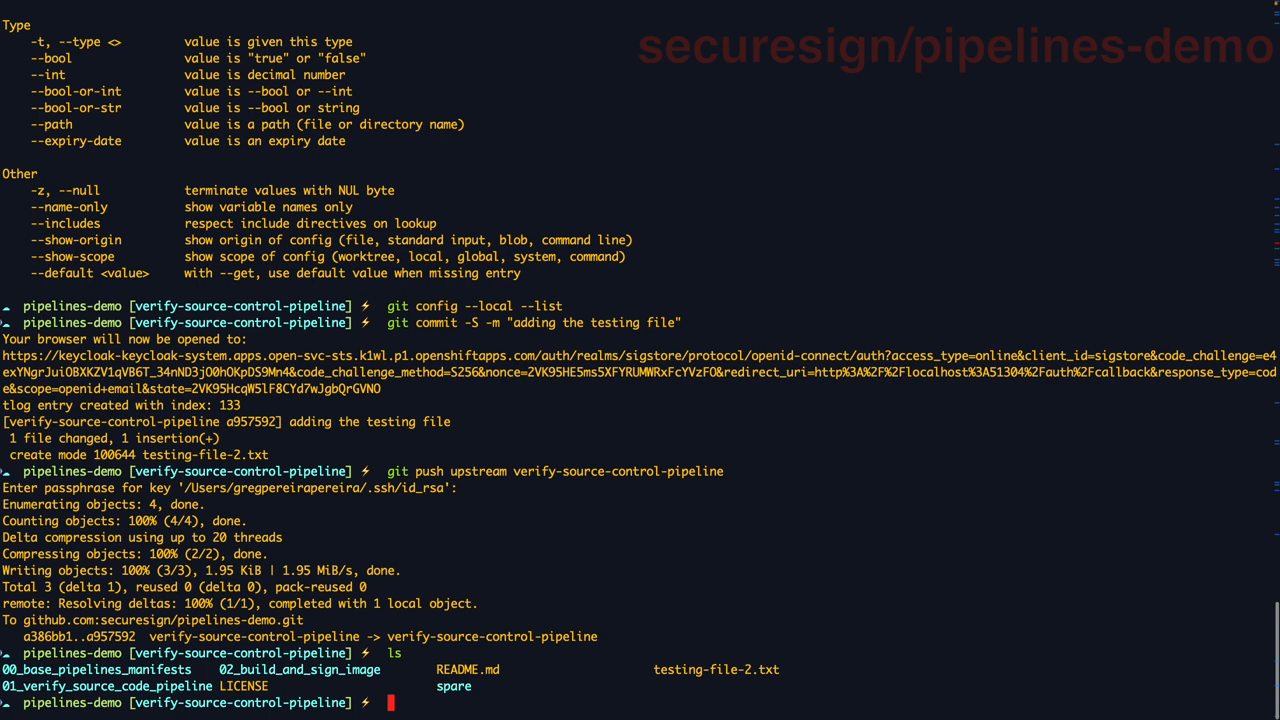 securesign/pipelines-demo
Type
-t, --type <> value is given this type
--bool value is "true" or "false"
--int value is decimal number
--bool-or-int value is --bool or --int
--bool-or-str value is --bool or string
--path value is a path (file or directory name)
--expiry-date value is an expiry date
Other
-z, --null terminate values with NUL byte
--name-only show variable names only
--includes respect include directives on lookup
--show-origin show origin of config (file, standard input, blob, command line)
--show-scope show scope of config (worktree, local, global, system, command)
--default <value> with --get, use default value when missing entry
☁ pipelines-demo [verify-source-control-pipeline] ⚡ git config --local --list
☁ pipelines-demo [verify-source-control-pipeline] ⚡ git commit -S -m "adding the testing file"
Your browser will now be opened to:
https://keycloak-keycloak-system.apps.open-svc-sts.k1wl.p1.openshiftapps.com/auth/realms/sigstore/protocol/openid-connect/auth?access_type=online&client_id=sigstore&code_challenge=e4
exYNgrJuiOBXKZV1qVB6T_34nND3jO0hOKpDS9Mn4&code_challenge_method=S256&nonce=2VK95HE5ms5XFYRUMWRxFcYVzFO&redirect_uri=http%3A%2F%2Flocalhost%3A51304%2Fauth%2Fcallback&response_type=cod
e&scope=openid+email&state=2VK95HcqW5lF8CYd7wJgbQrGVNO
tlog entry created with index: 133
[verify-source-control-pipeline a957592] adding the testing file
1 file changed, 1 insertion(+)
create mode 100644 testing-file-2.txt
☁ pipelines-demo [verify-source-control-pipeline] ⚡ git push upstream verify-source-control-pipeline
Enter passphrase for key '/Users/gregpereirapereira/.ssh/id_rsa':
Enumerating objects: 4, done.
Counting objects: 100% (4/4), done.
Delta compression using up to 20 threads
Compressing objects: 100% (2/2), done.
Writing objects: 100% (3/3), 1.95 KiB | 1.95 MiB/s, done.
Total 3 (delta 1), reused 0 (delta 0), pack-reused 0
remote: Resolving deltas: 100% (1/1), completed with 1 local object.
To github.com:securesign/pipelines-demo.git
a386bb1..a957592 verify-source-control-pipeline -> verify-source-control-pipeline
☁ pipelines-demo [verify-source-control-pipeline] ⚡ ls
00_base_pipelines_manifests 02_build_and_sign_image README.md testing-file-2.txt
01_verify_source_code_pipeline LICENSE spare
☁ pipelines-demo [verify-source-control-pipeline] ⚡